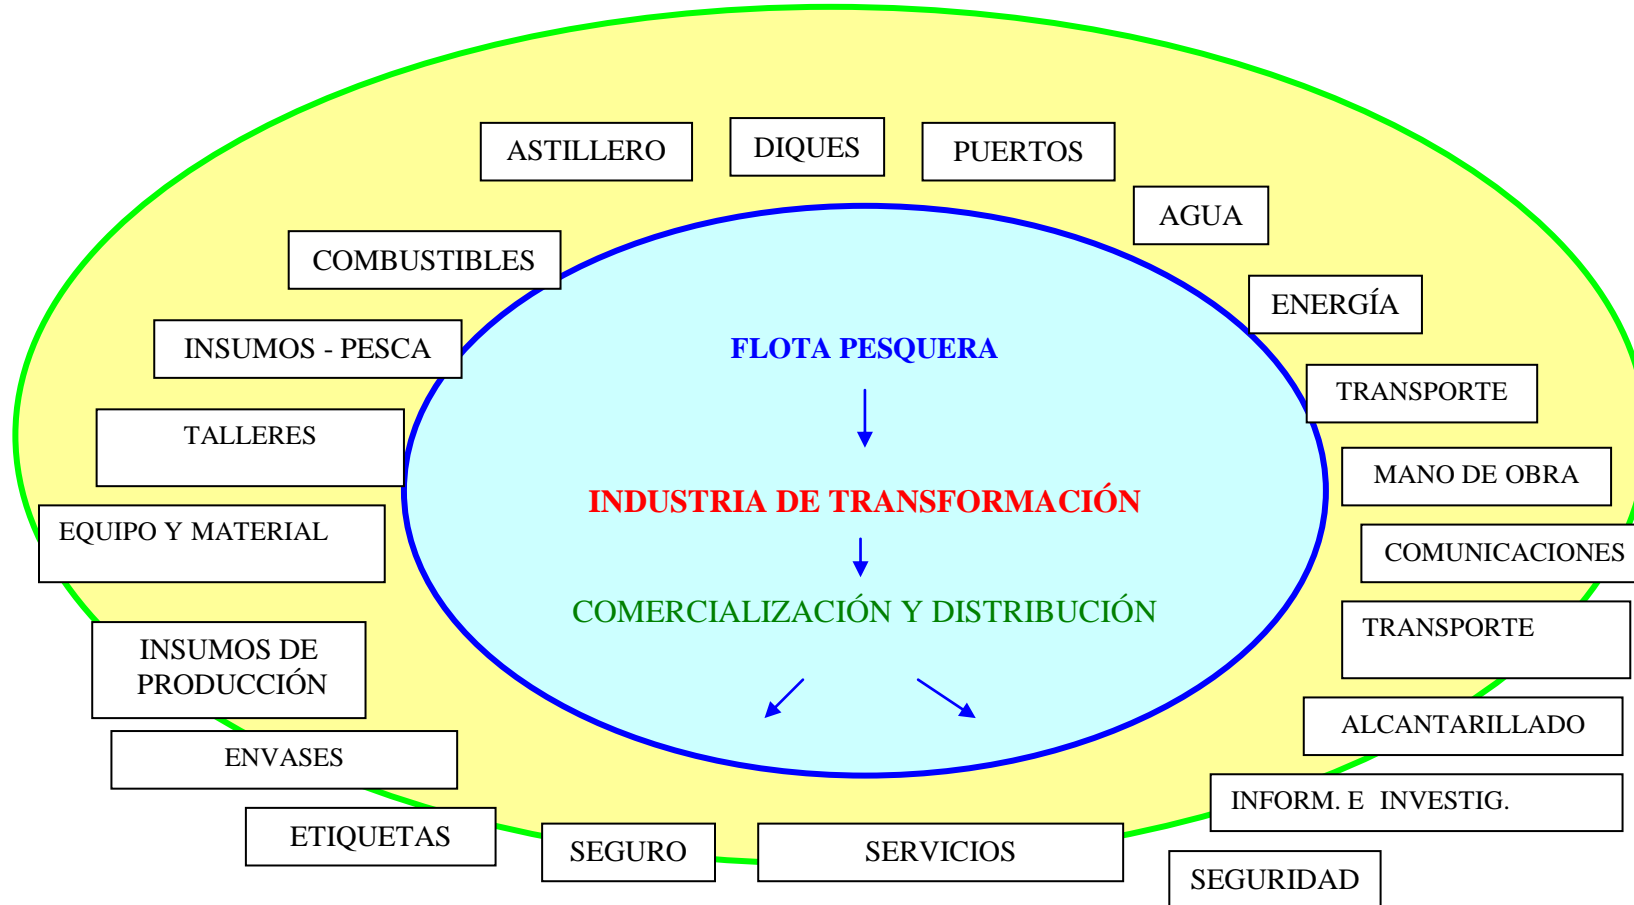 ASTILLERO
DIQUES
PUERTOS
AGUA
COMBUSTIBLES
ENERGÍA
INSUMOS - PESCA
FLOTA PESQUERA
TRANSPORTE
TALLERES
MANO DE OBRA
INDUSTRIA DE TRANSFORMACIÓN
EQUIPO Y MATERIAL
COMUNICACIONES
COMERCIALIZACIÓN Y DISTRIBUCIÓN
TRANSPORTE
INSUMOS DE
PRODUCCIÓN
ALCANTARILLADO
ENVASES
INFORM. E INVESTIG.
ETIQUETAS
SEGURO
SERVICIOS
SEGURIDAD